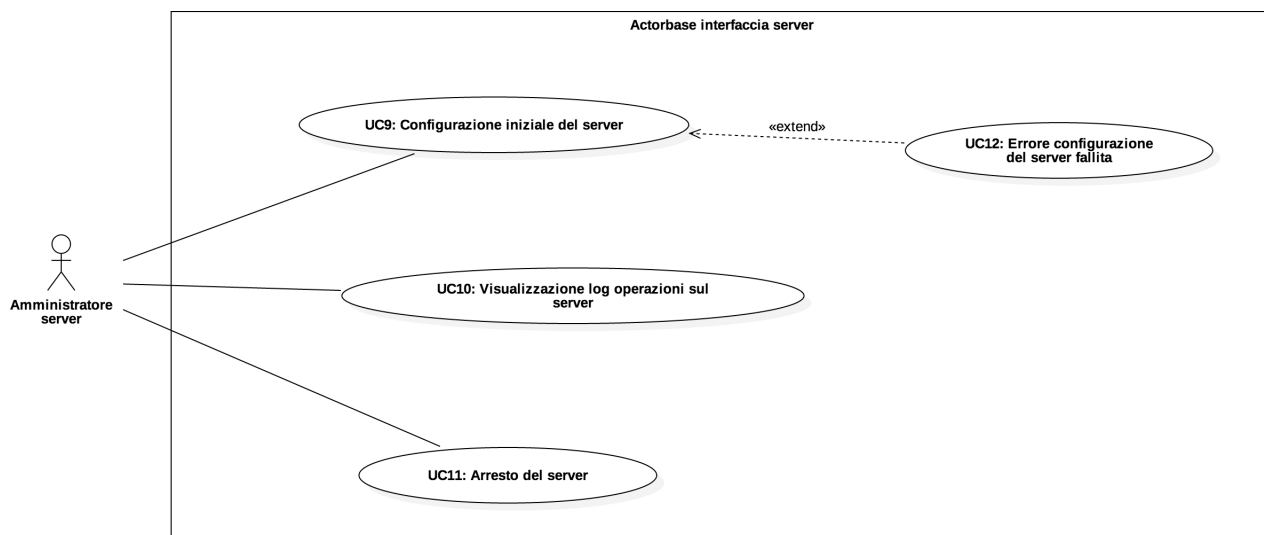 Actorbase interfaccia server
UC9: Configurazione iniziale del server
«extend»
UC12: Errore configurazione
del server fallita
Amministratore
server
UC10: Visualizzazione log operazioni sul
server
UC11: Arresto del server